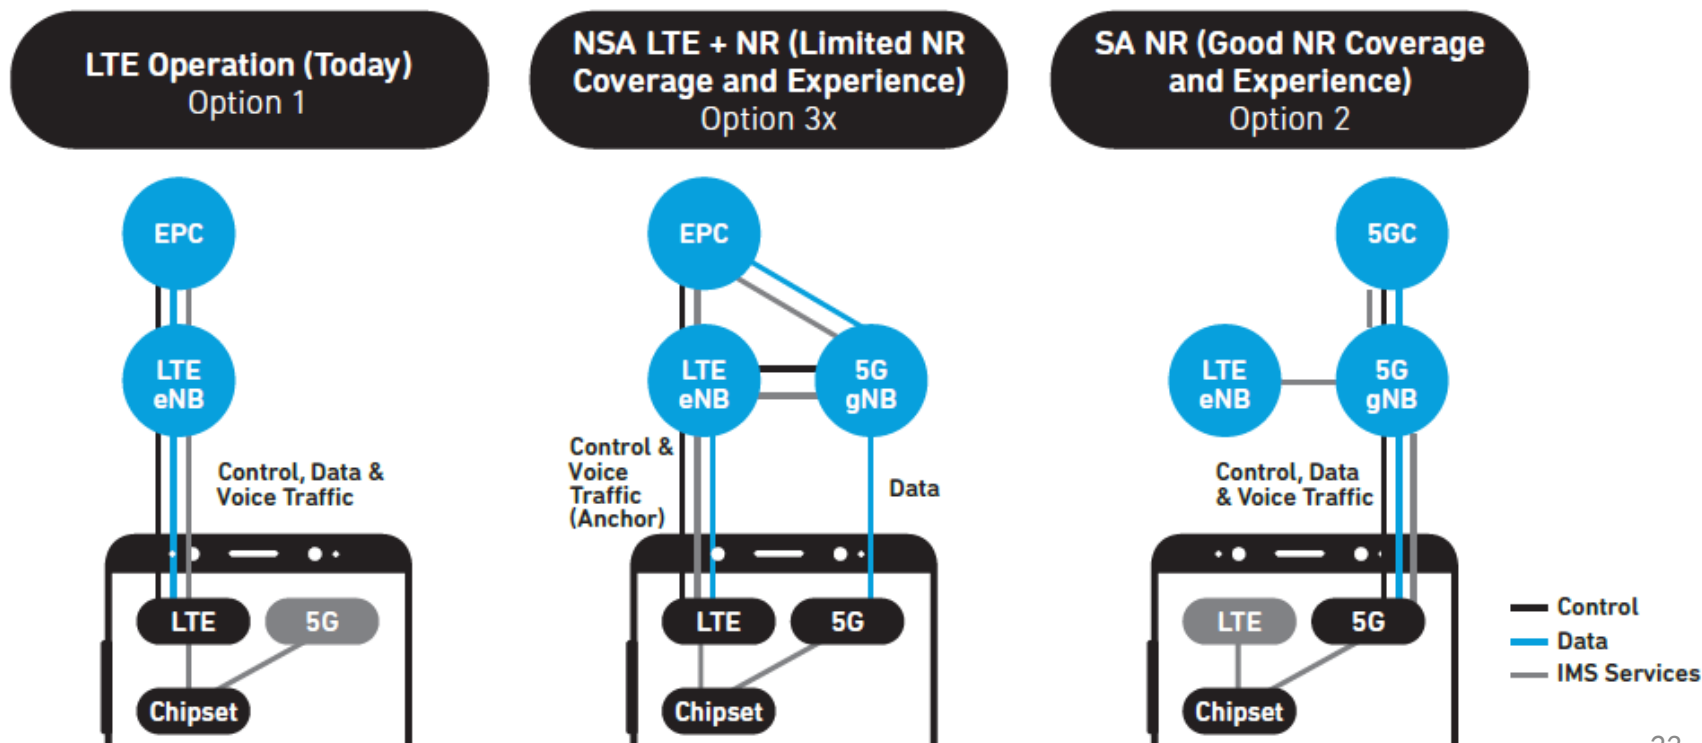 LTE Operation (Today)
Option 1
NSA LTE + NR (Limited NR
Coverage and Experience)
Option 3x
SA NR (Good NR Coverage
and Experience)
Option 2
EPC
LTE
eNB
Control, Data &
Voice Traffic
LTE
5G
Chipset
EPC
LTE
eNB
5G
gNB
Control &
Voice
Traffic
(Anchor)
Data
LTE
5G
Chipset
5GC
LTE
eNB
5G
gNB
Control, Data
& Voice Traffic
LTE
5G
Chipset
Control
Data
IMS Services